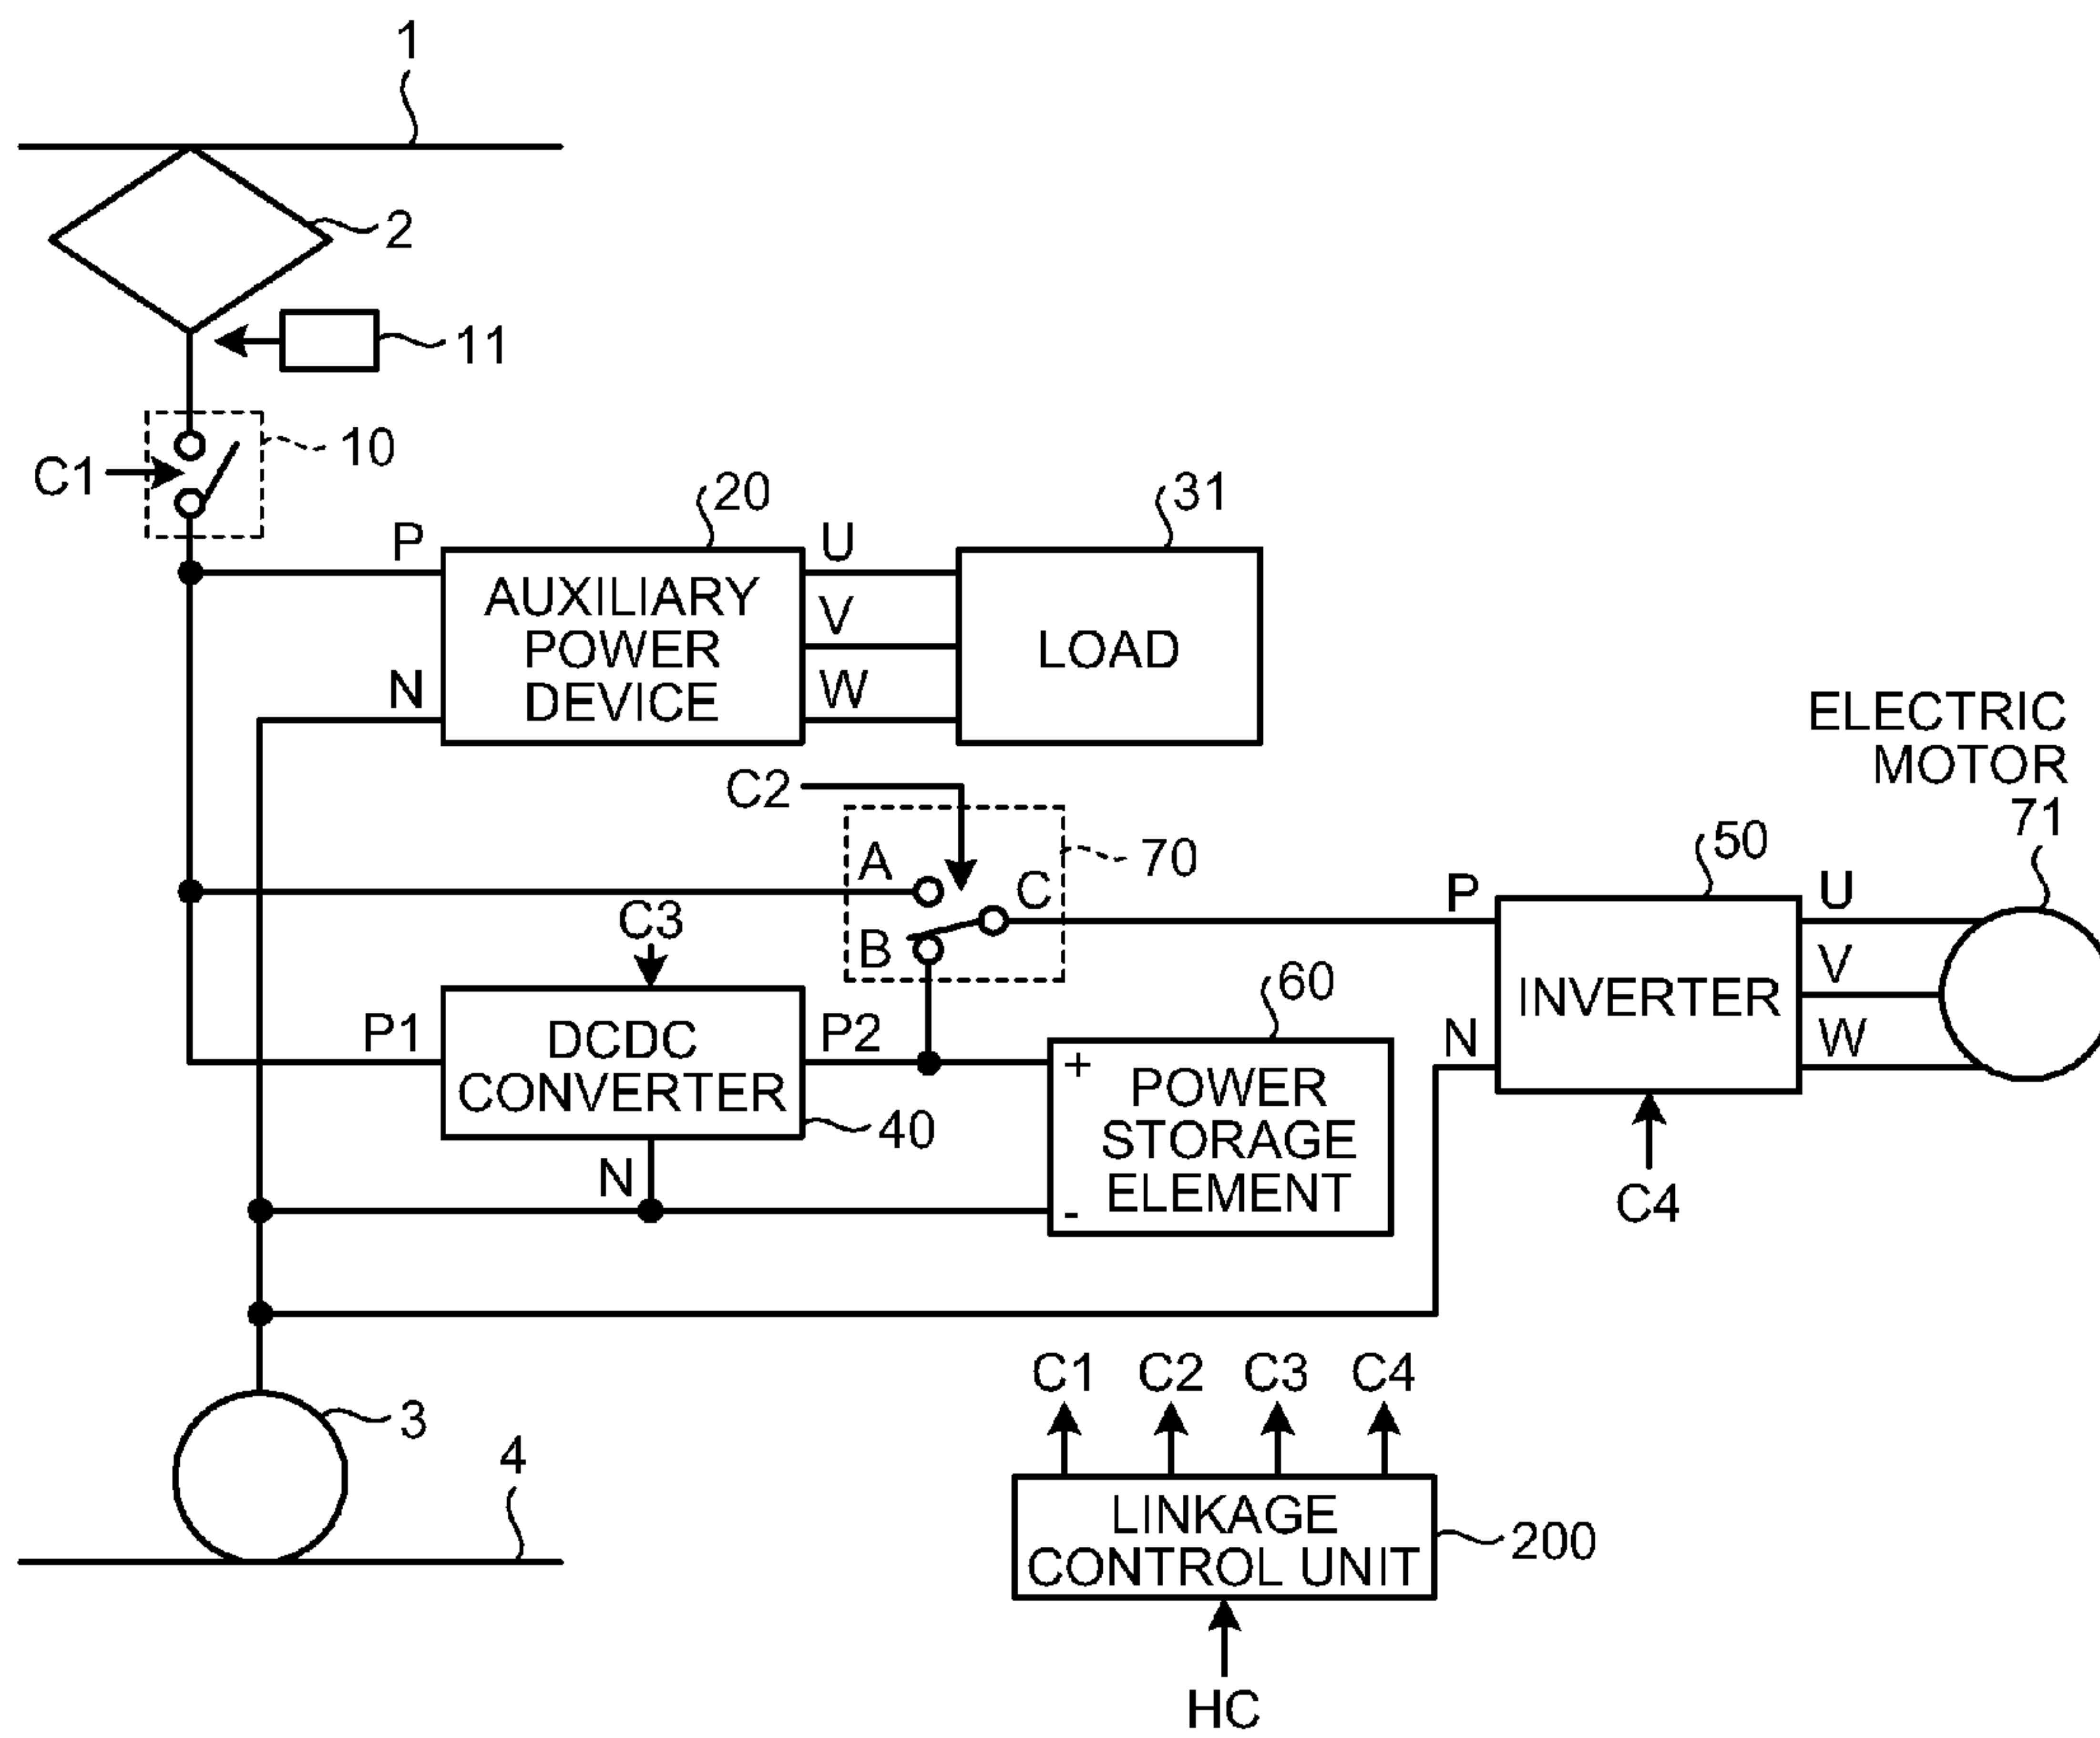 1
2
11
10
C1
20
31
P
U
AUXILIARY
POWER
DEVICE
V
LOAD
N
W
ELECTRIC
MOTOR
71
C2
A
70
50
C
P
U
C3
B
60
INVERTER
V
P1
DCDC
CONVERTER
P2
+
POWER
STORAGE
ELEMENT
N
W
40
N
-
C4
C1
C2
C3
C4
3
4
LINKAGE
CONTROL UNIT
200
HC